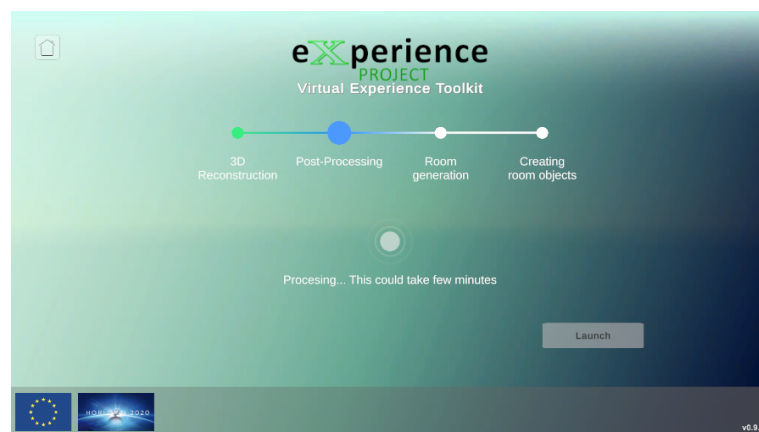 eXperience
PROJECT
Virtual Experience Toolkit
3D
Reconstruction
Post-Processing
Room
generation
Creating
room objects
Procesing... This could take few minutes
Launch
HORIZON 2020
v0.9.